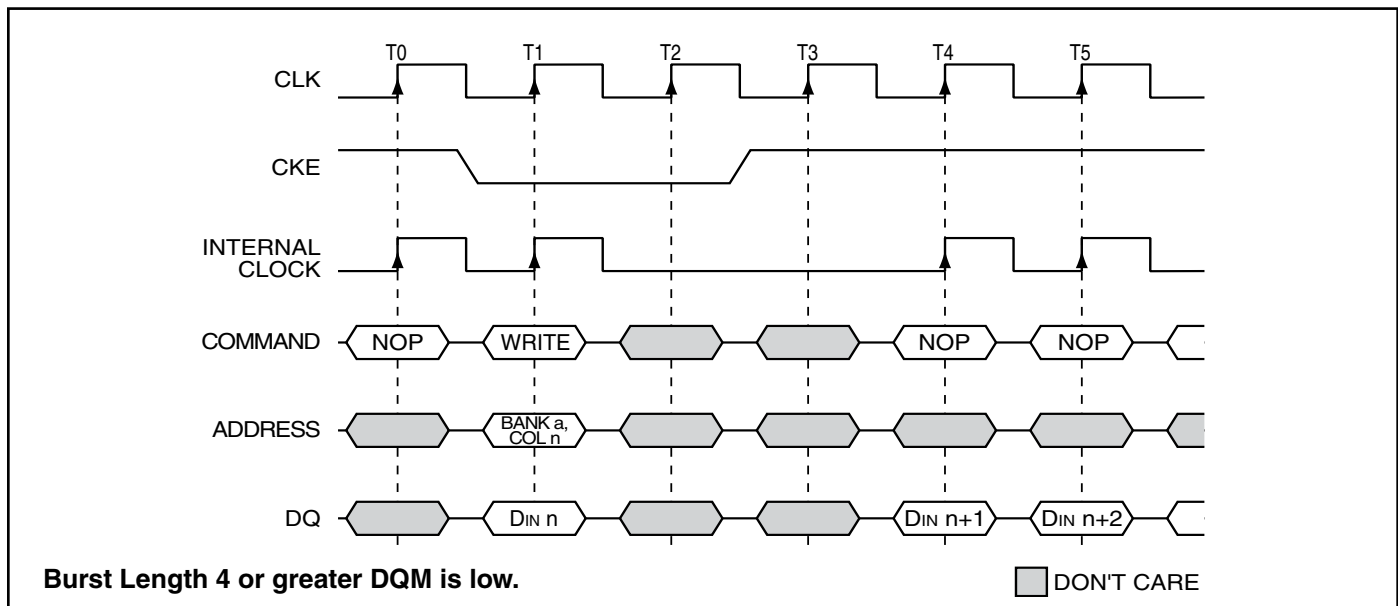 T0 T1 T2 T3 T4 T5
CLK
CKE
INTERNAL
CLOCK
COMMAND NOP WRITE NOP NOP
ADDRESS BANK a,
COL n
DQ DIN n DIN n+1 DIN n+2
Burst Length 4 or greater DQM is low.
DON'T CARE